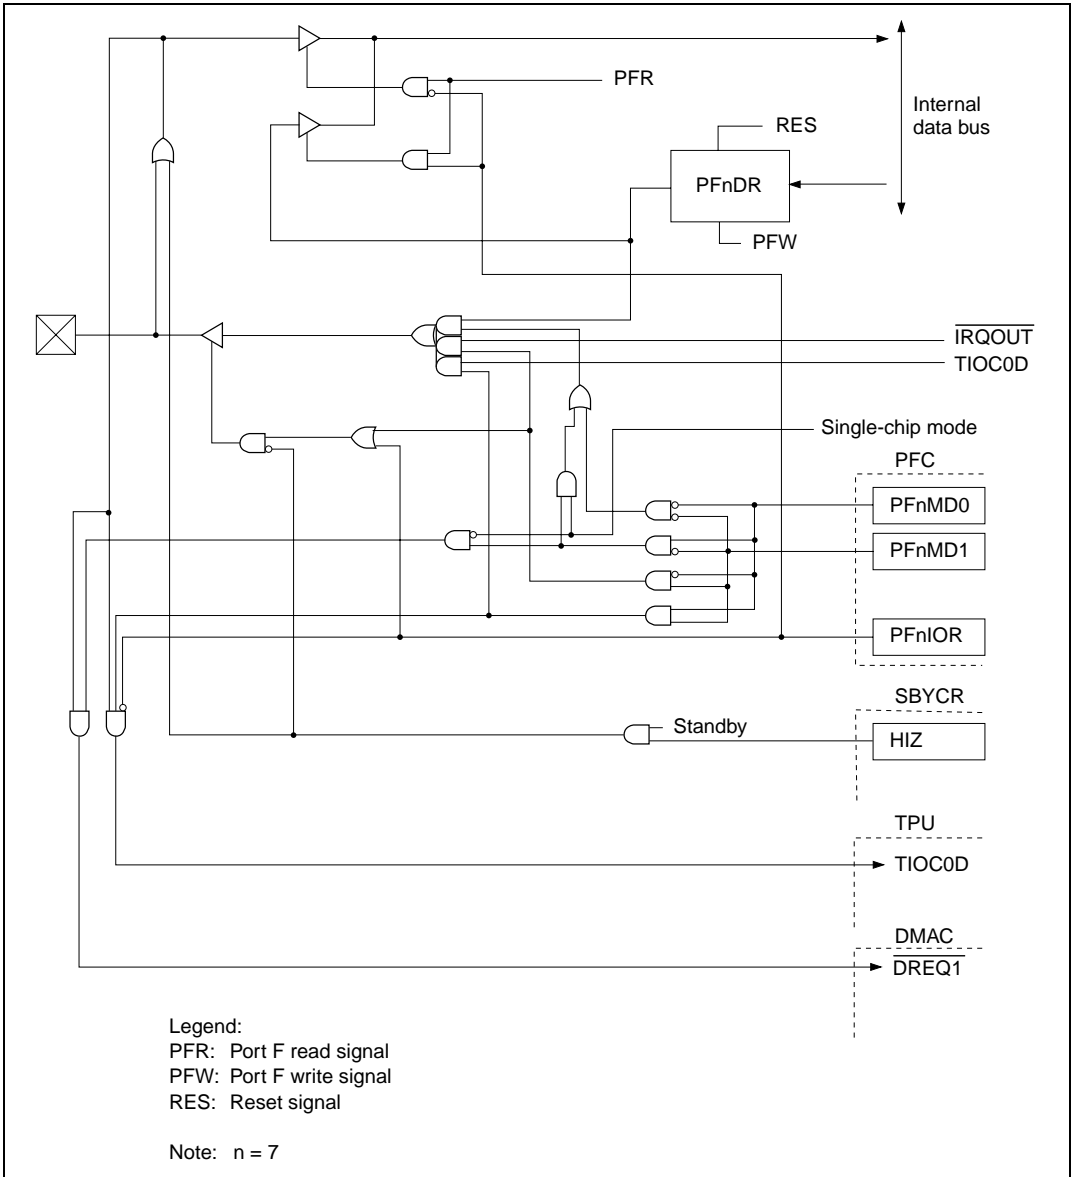 PFR
Internal
data bus
RES
PFnDR
PFW
IRQOUT
TIOC0D
Single-chip mode
PFC
PFnMD0
PFnMD1
PFnIOR
SBYCR
Standby
HIZ
TPU
TIOC0D
DMAC
DREQ1
Legend:
PFR: Port F read signal
PFW: Port F write signal
RES: Reset signal
Note: n = 7